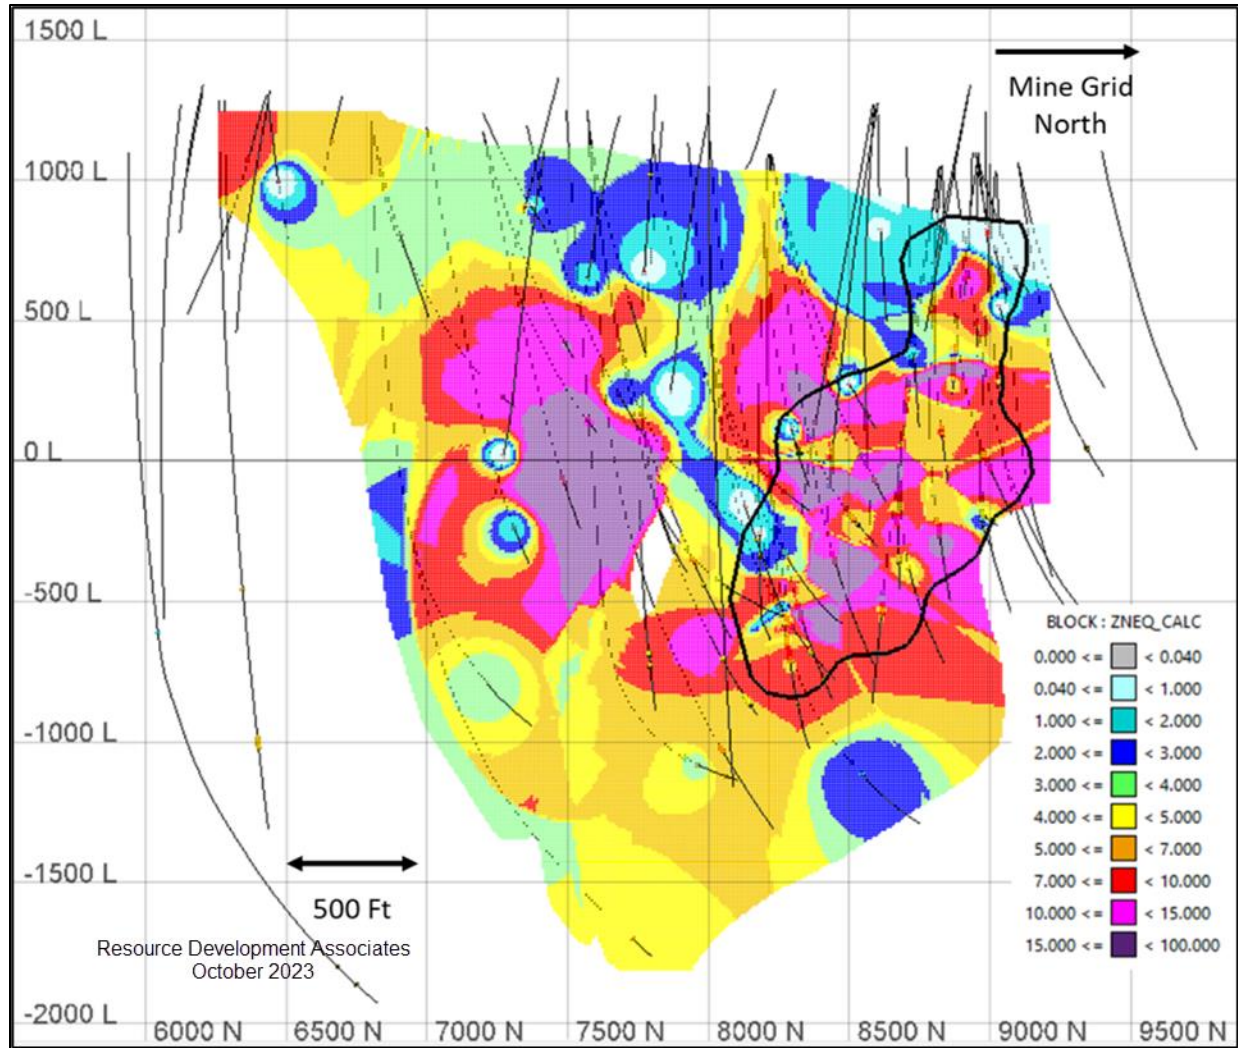 1500 L
Mine Grid
North
1000 L
500 L
0 L
-500 L
BLOCK : ZNEQ_CALC
0.000 <= < 0.040
0.040 <= < 1.000
1.000 <= < 2.000
2.000 <= < 3.000
3.000 <= < 4.000
4.000 <= < 5.000
5.000 <= < 7.000
7.000 <= < 10.000
10.000 <= < 15.000
15.000 <= < 100.000
-1000 L
-1500 L
500 Ft
Resource Development Associates
October 2023
-2000 L
6000 N 6500 N 7000 N 7500 N 8000 N 8500 N 9000 N 9500 N